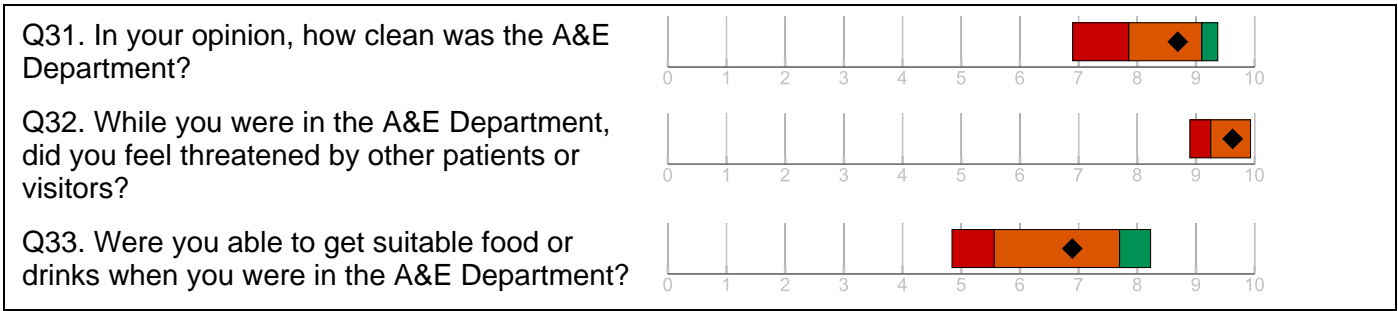 Q31. In your opinion, how clean was the A&E
Department?
0 1 2 3 4 5 6 7 8 9 10
Q32. While you were in the A&E Department,
did you feel threatened by other patients or
visitors?
0 1 2 3 4 5 6 7 8 9 10
Q33. Were you able to get suitable food or
drinks when you were in the A&E Department?
0 1 2 3 4 5 6 7 8 9 10